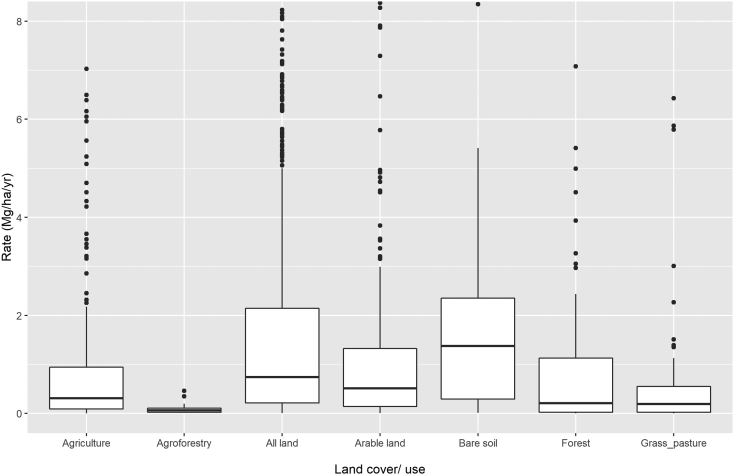 8
6
4
2
0
Rate (Mg/ha/yr)
Agriculture Agroforestry All land Arable land Bare soil Forest Grass_pasture
Land cover/ use